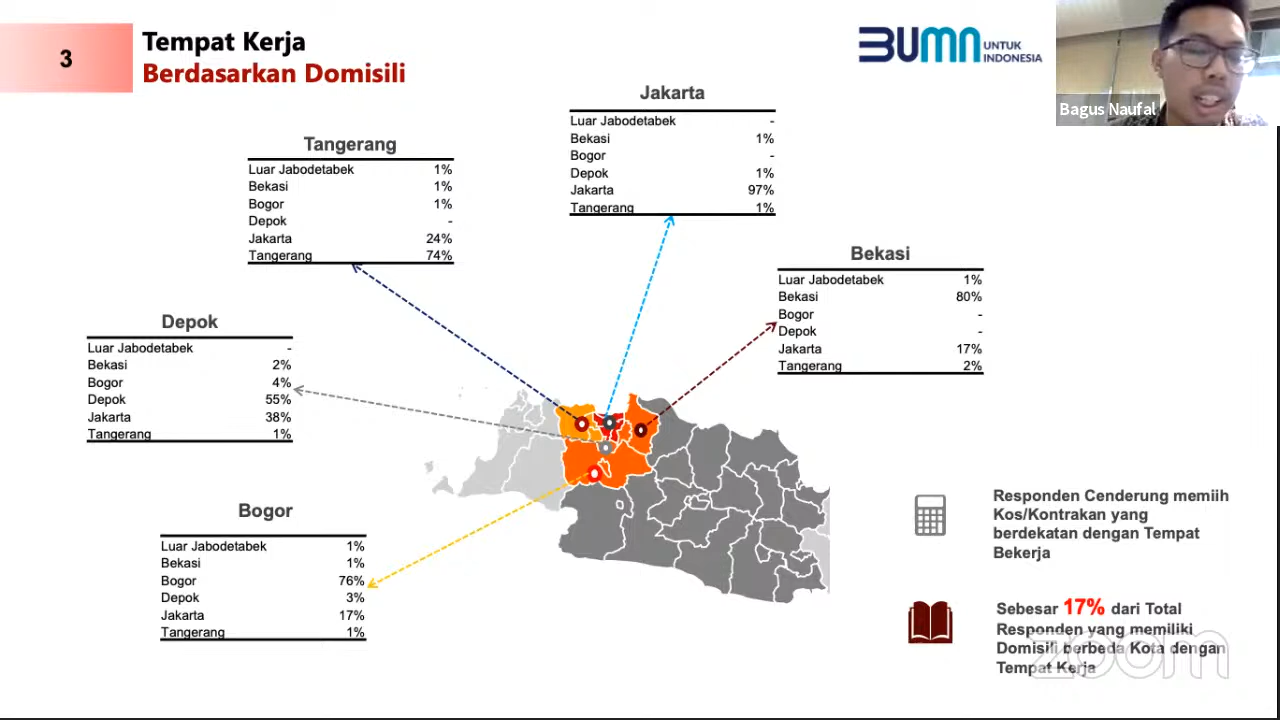 3
Tempat Kerja
Berdasarkan Domisili
BUMN UNTUK
INDONESIA
Bagus Naufal
Jakarta
Luar Jabodetabek -
Bekasi 1%
Bogor -
Depok 1%
Jakarta 97%
Tangerang 1%
Tangerang
Luar Jabodetabek 1%
Bekasi 1%
Bogor 1%
Depok -
Jakarta 24%
Tangerang 74%
Bekasi
Luar Jabodetabek 1%
Bekasi 80%
Bogor -
Depok -
Jakarta 17%
Tangerang 2%
Depok
Luar Jabodetabek -
Bekasi 2%
Bogor 4%
Depok 55%
Jakarta 38%
Tangerang 1%
Bogor
Luar Jabodetabek 1%
Bekasi 1%
Bogor 76%
Depok 3%
Jakarta 17%
Tangerang 1%
Responden Cenderung memiih
Kos/Kontrakan yang
berdekatan dengan Tempat
Bekerja
Sebesar 17% dari Total
Responden yang memiliki
Domisili berbeda Kota dengan
Tempat Kerja
zoom